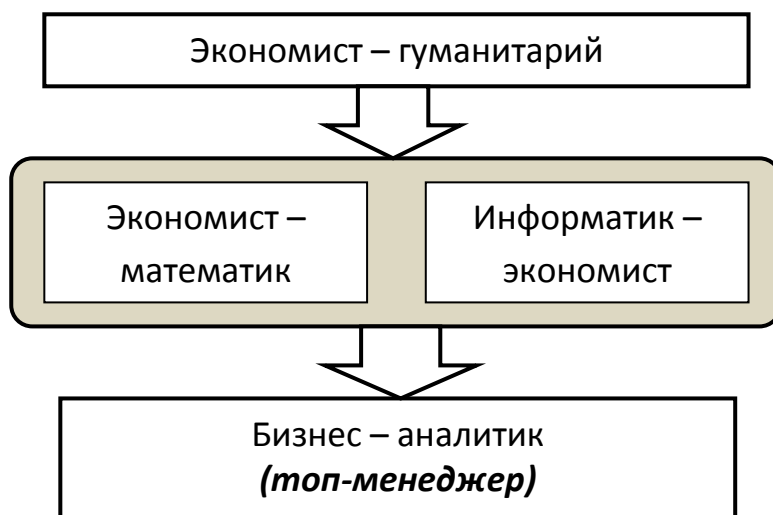 Экономист – гуманитарий
Экономист –
математик
Информатик –
экономист
Бизнес – аналитик
(топ-менеджер)